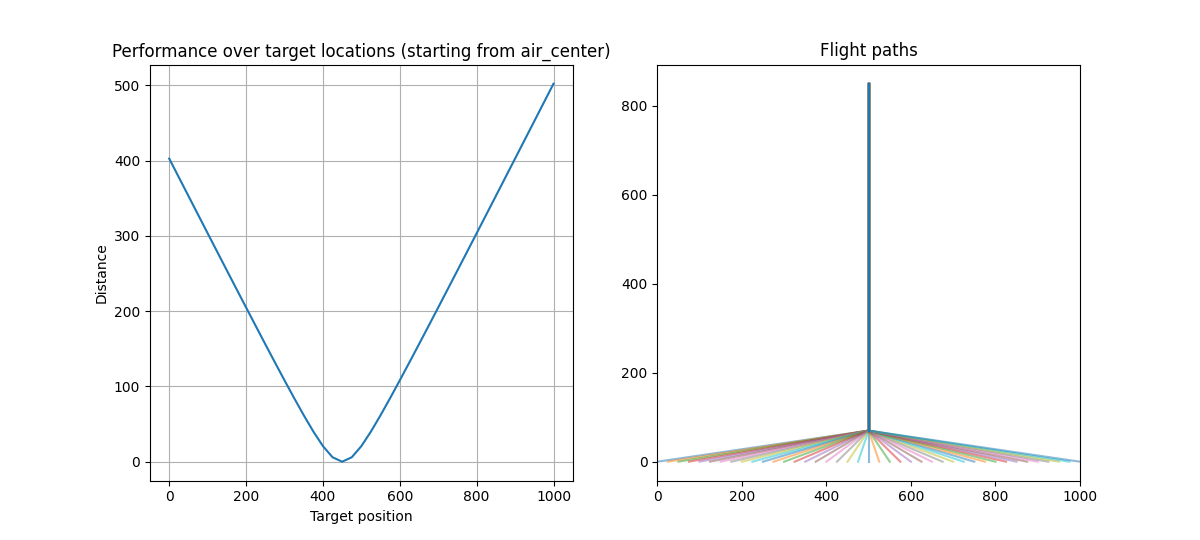 Performance over target locations (starting from air_center)
500
400
300
200
100
0
Distance
0 200 400 600 800 1000
Target position
Flight paths
800
600
400
200
0
0 200 400 600 800 1000